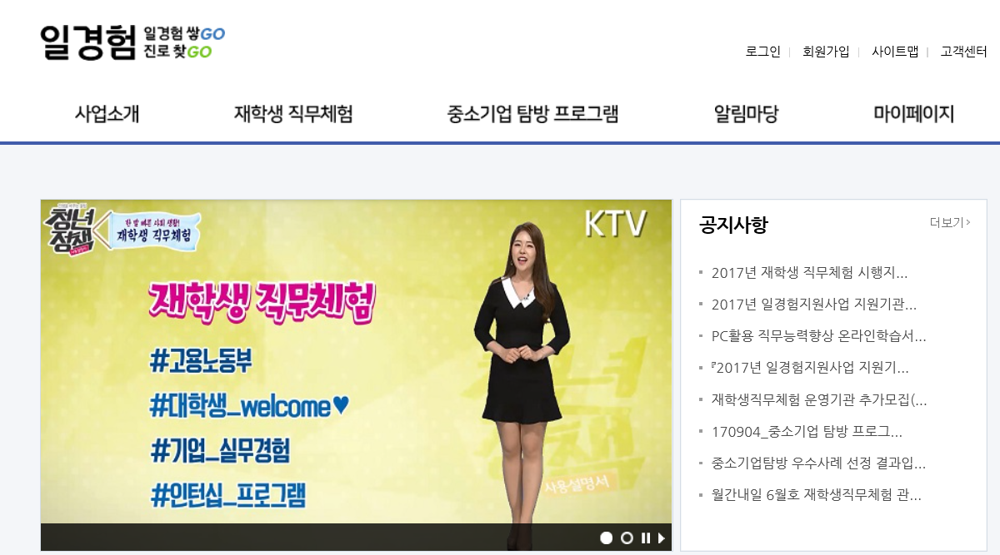 일경험 일경험 쌓GO
진로 찾GO
로그인 회원가입 사이트맵 고객센터
사업소개 재학생 직무체험 중소기업 탐방 프로그램 알림마당 마이페이지
청년
정책
사용설명서
한 발 빠른 사회 생활!
재학생 직무체험
KTV
재학생 직무체험
#고용노동부
#대학생_welcome♥
#기업_실무경험
#인턴십_프로그램
청년
정책
사용설명서
공지사항 더보기>
2017년 재학생 직무체험 시행지...
2017년 일경험지원사업 지원기관...
PC활용 직무능력향상 온라인학습서...
『2017년 일경험지원사업 지원기...
재학생직무체험 운영기관 추가모집(...
170904_중소기업 탐방 프로그...
중소기업탐방 우수사례 선정 결과입...
월간내일 6월호 재학생직무체험 관...